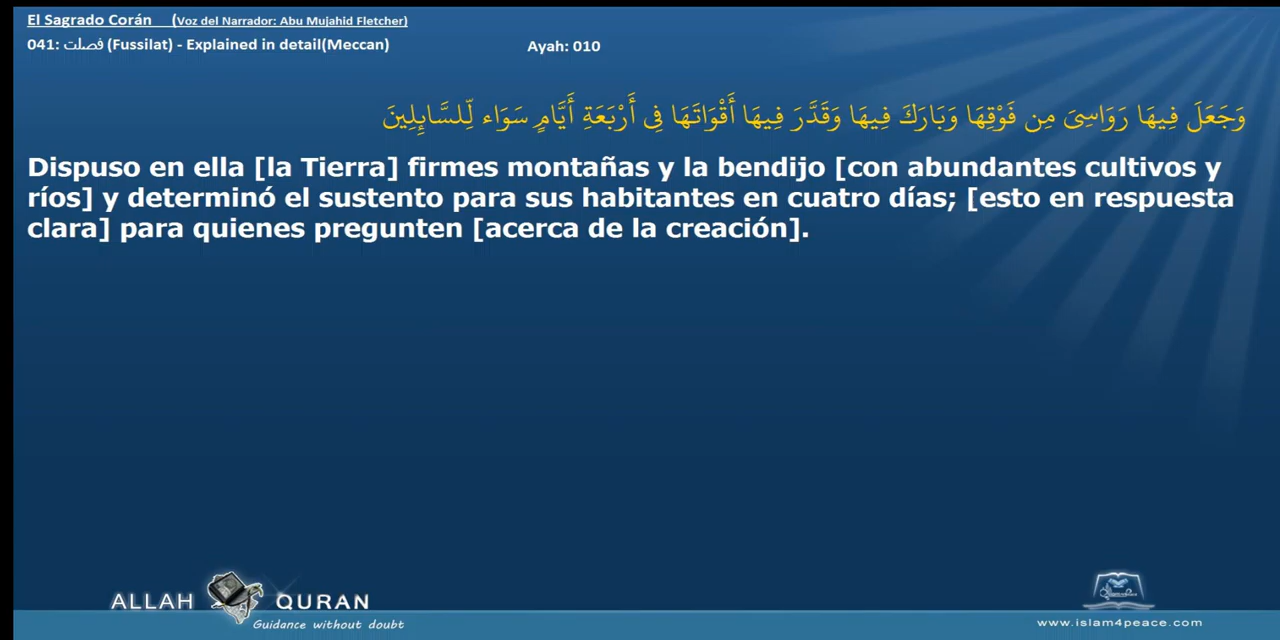 El Sagrado Corán (Voz del Narrador: Abu Mujahid Fletcher)
041: فصلت (Fussilat) - Explained in detail(Meccan) Ayah: 010
وَجَعَلَ فِيهَا رَوَاسِىَ مِن فَوْقِهَا وَبَارَكَ فِيهَا وَقَدَّرَ فِيهَا أَقْوَاتَهَا فِى أَرْبَعَةِ أَيَّامٍ سَوَاء لِّلسَّايِٕلِينَ
Dispuso en ella [la Tierra] firmes montañas y la bendijo [con abundantes cultivos y
ríos] y determinó el sustento para sus habitantes en cuatro días; [esto en respuesta
clara] para quienes pregunten [acerca de la creación].
ALLAH QURAN
Guidance without doubt
www.islam4peace.com